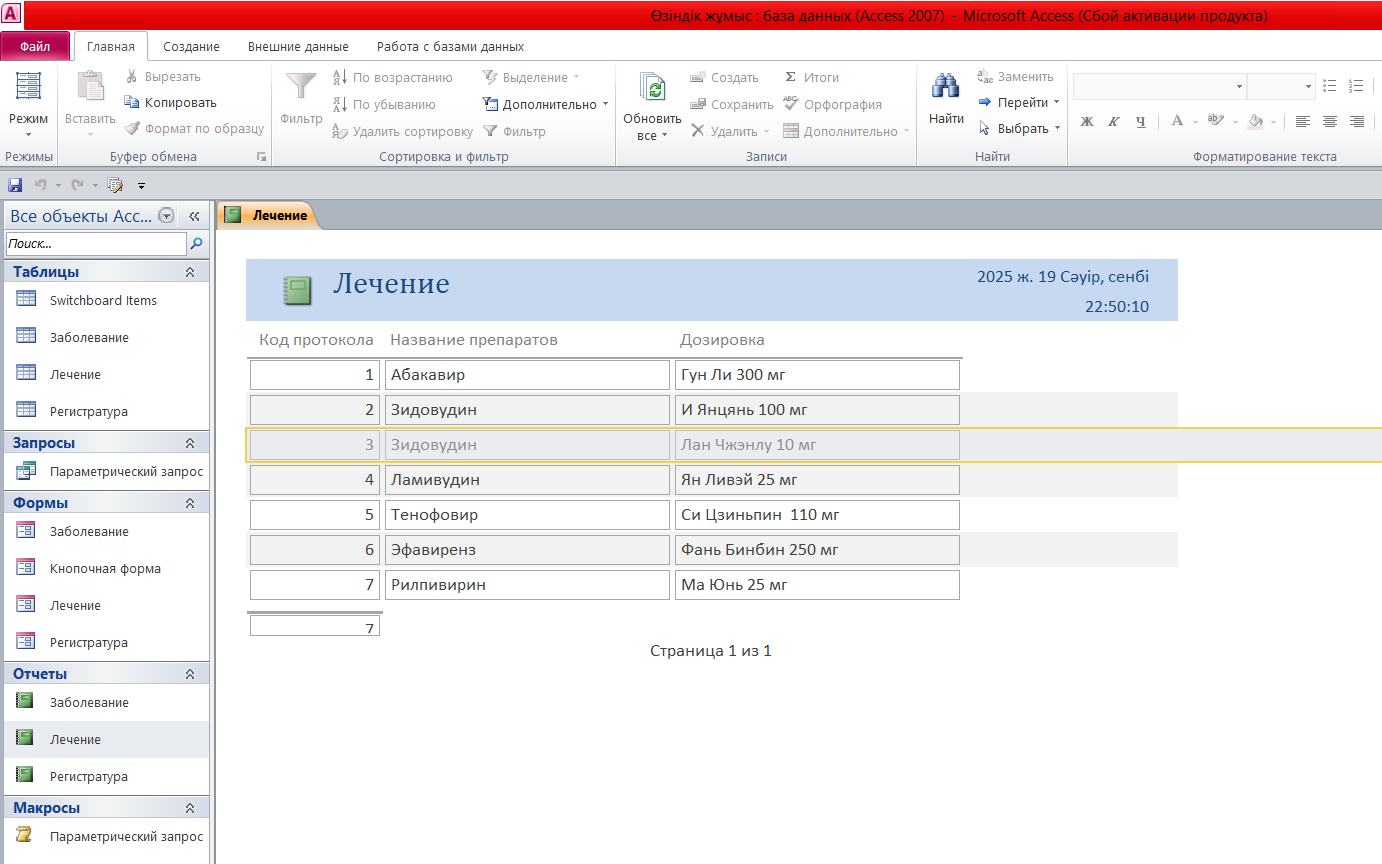 Өзіндік жұмыс : база данных (Access 2007) - Microsoft Access (Сбой активации продукта)
Файл Главная Создание Внешние данные Работа с базами данных
Режим
Режимы
Вставить
Вырезать
Копировать
Формат по образцу
Буфер обмена
Фильтр
По возрастанию
По убыванию
Удалить сортировку
Выделение
Дополнительно
Фильтр
Сортировка и фильтр
Обновить все
Создать
Сохранить
Удалить
Итоги
Орфография
Дополнительно
Записи
Найти
Заменить
Перейти
Выбрать
Найти
Ж К Ч А
Форматирование текста
Все объекты Acc...
Поиск...
Таблицы
Switchboard Items
Заболевание
Лечение
Регистратура
Запросы
Параметрический запрос
Формы
Заболевание
Кнопочная форма
Лечение
Регистратура
Отчеты
Заболевание
Лечение
Регистратура
Макросы
Параметрический запрос
Лечение
Лечение
2025 ж. 19 Сәуір, сенбі
22:50:10
Код протокола Название препаратов Дозировка
1 Абакавир Гун Ли 300 мг
2 Зидовудин И Янцянь 100 мг
3 Зидовудин Лан Чжэнлу 10 мг
4 Ламивудин Ян Ливэй 25 мг
5 Тенофовир Си Цзиньпин 110 мг
6 Эфавиренз Фань Бинбин 250 мг
7 Рилпивирин Ма Юнь 25 мг
7
Страница 1 из 1